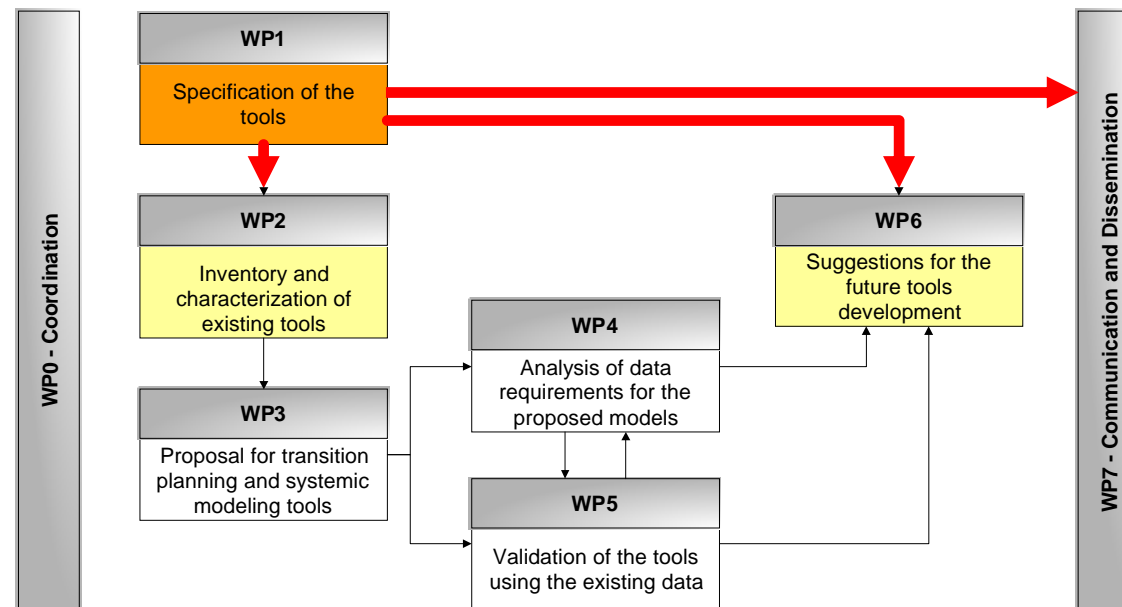 WP0 - Coordination
WP1
Specification of the
tools
WP2
Inventory and
characterization of
existing tools
WP3
Proposal for transition
planning and systemic
modeling tools
WP4
Analysis of data
requirements for the
proposed models
WP5
Validation of the tools
using the existing data
WP6
Suggestions for the
future tools
development
WP7 - Communication and Dissemination